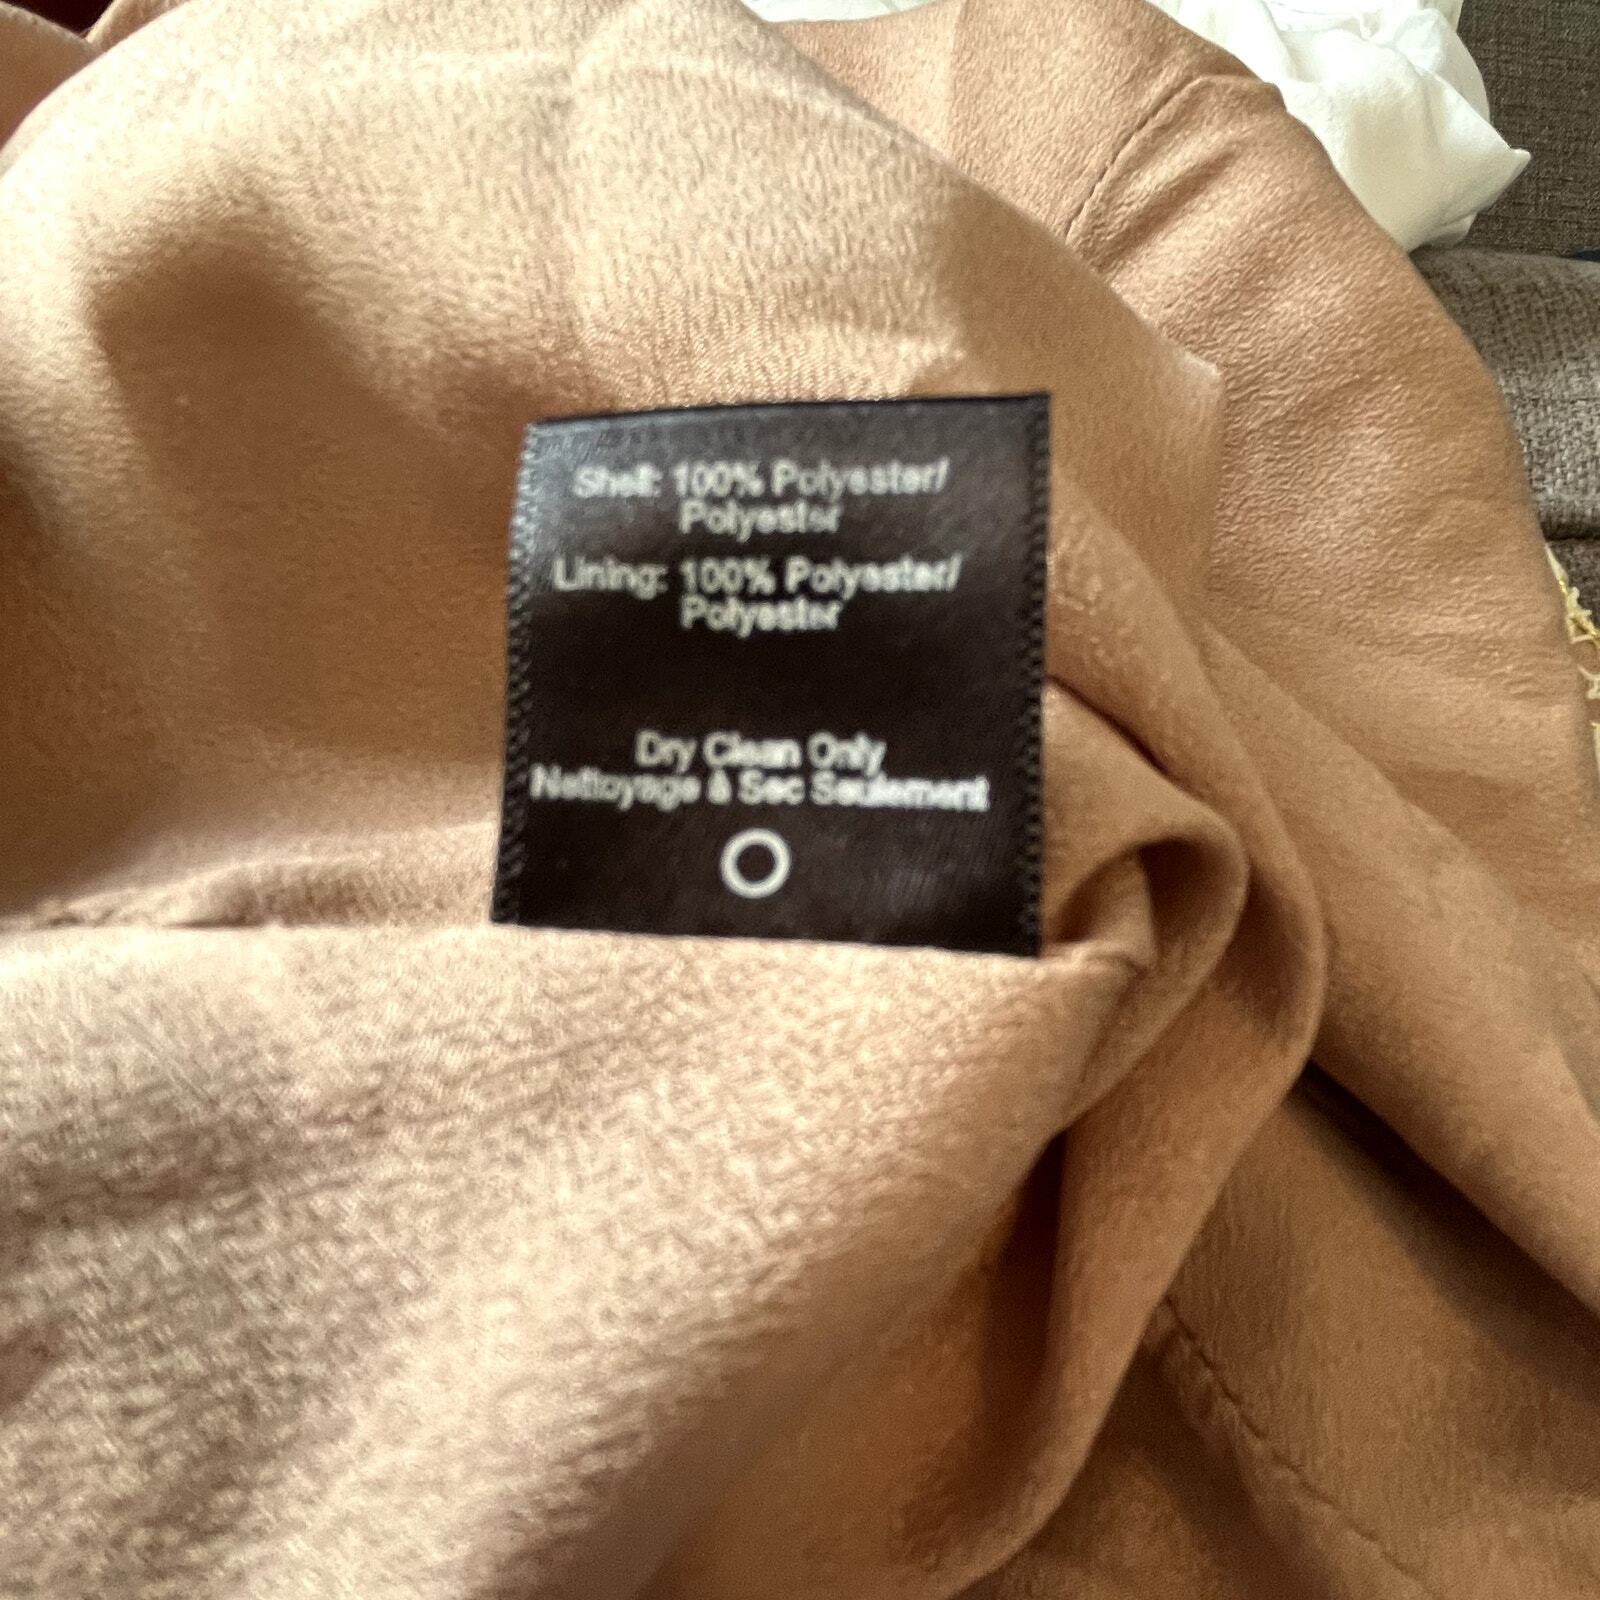 Shell: 100% Polyester/
Polyester
Lining: 100% Polyester/
Polyester
Dry Clean Only
Nettoyage à Sec Seulement